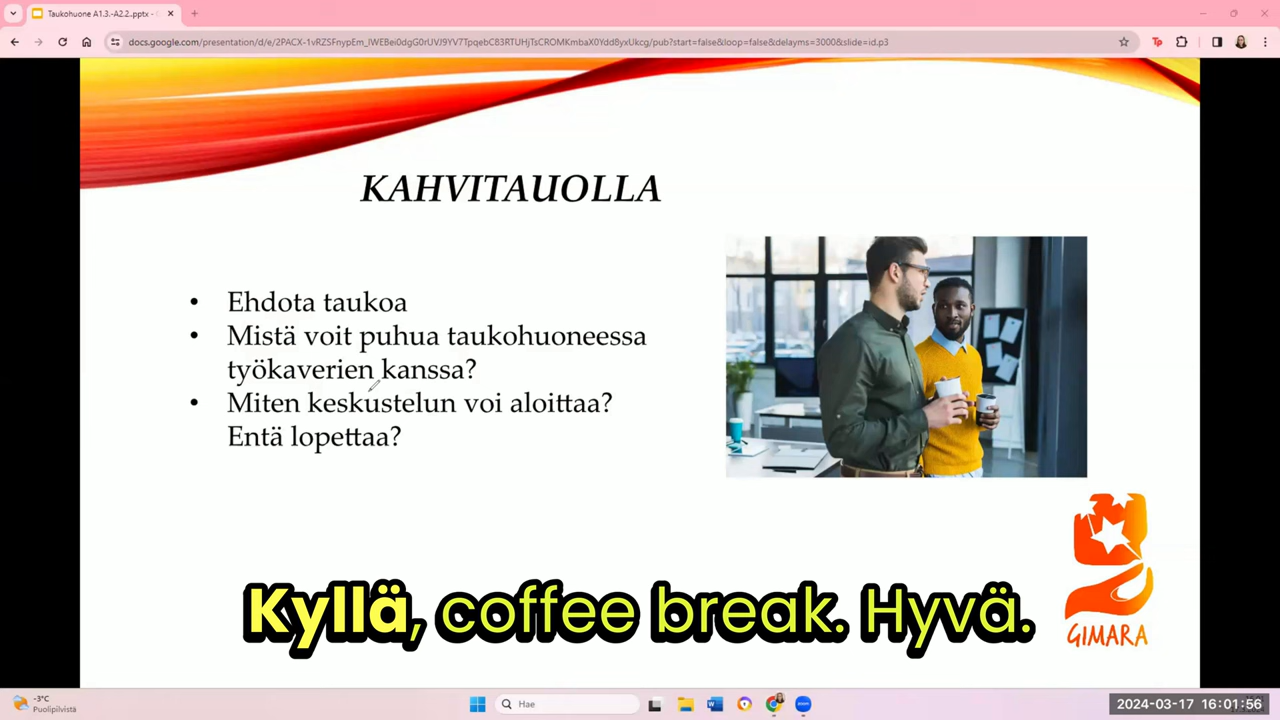 Taukohuone A1.3.-A2.2..pptx - G
docs.google.com/presentation/d/e/2PACX-1vRZSFnypEm_lWEBei0dgG0rUVJ9YV7TpqebC83RTUHjTsCROMKmbaX0Ydd8yxUkcg/pub?start=false&loop=false&delayms=3000&slide=id.p3
KAHVITAUOLLA
• Ehdota taukoa
• Mistä voit puhua taukohuoneessa
työkaverien kanssa?
• Miten keskustelun voi aloittaa?
Entä lopettaa?
Kyllä, coffee break. Hyvä.
GIMARA
-3°C
Puolipilvistä
Hae
2024-03-17 16:01:56